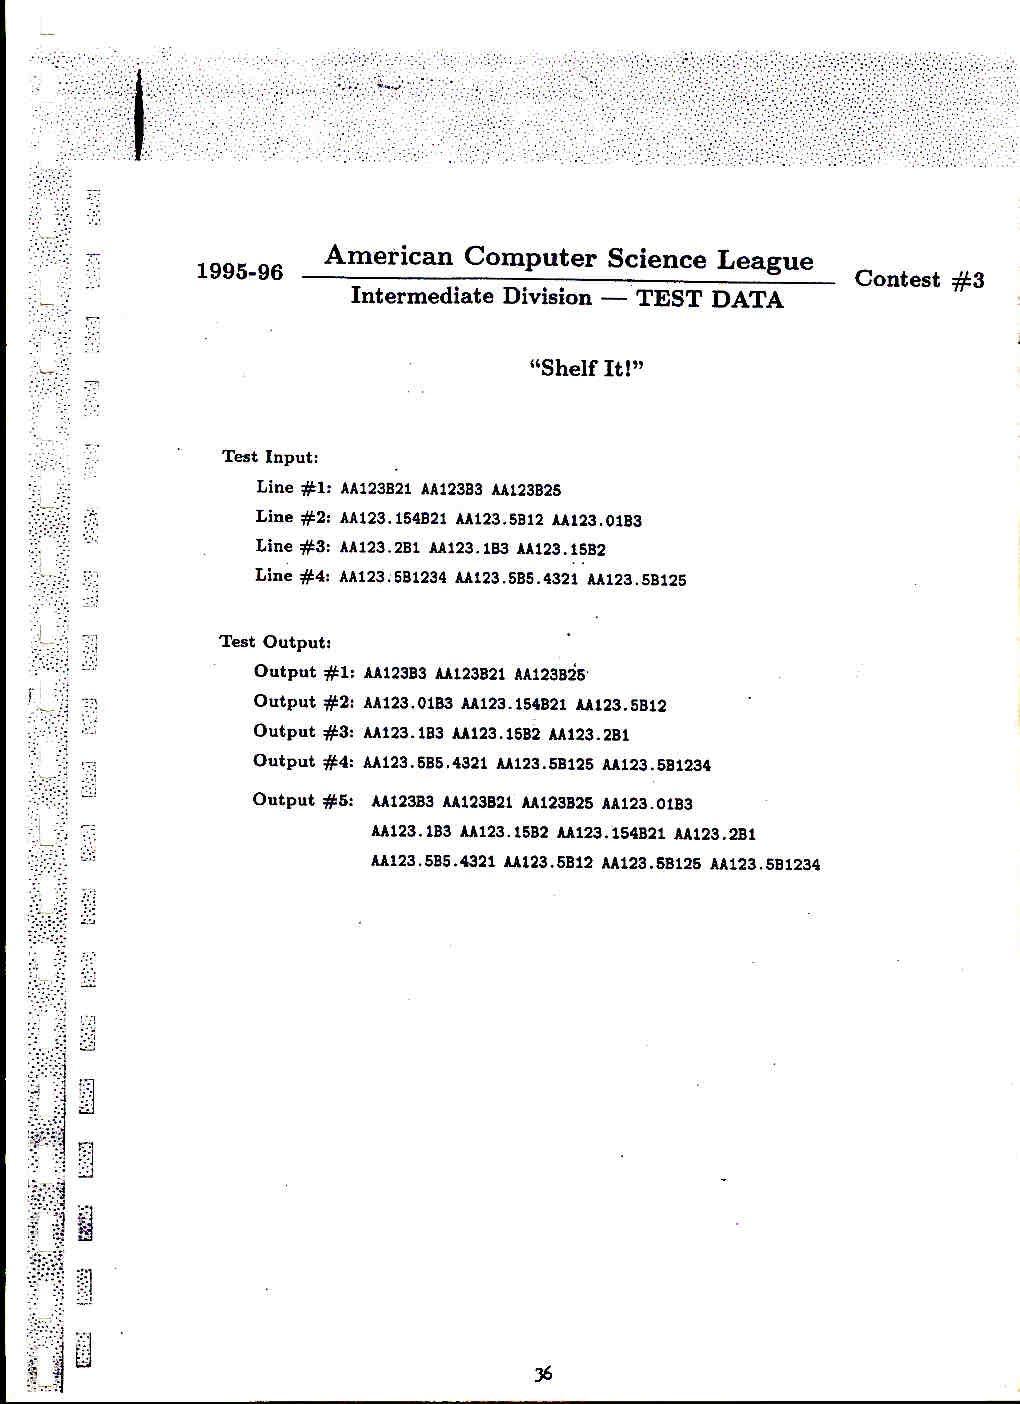 1995-96 American Computer Science League Contest #3
Intermediate Division — TEST DATA
“Shelf It!”
Test Input:
Line #1: AA123B21 AA123B3 AA123B25
Line #2: AA123.154B21 AA123.5B12 AA123.01B3
Line #3: AA123.2B1 AA123.1B3 AA123.15B2
Line #4: AA123.5B1234 AA123.5B5.4321 AA123.5B125
Test Output:
Output #1: AA123B3 AA123B21 AA123B25
Output #2: AA123.01B3 AA123.154B21 AA123.5B12
Output #3: AA123.1B3 AA123.15B2 AA123.2B1
Output #4: AA123.5B5.4321 AA123.5B125 AA123.5B1234
Output #5: AA123B3 AA123B21 AA123B25 AA123.01B3
AA123.1B3 AA123.15B2 AA123.154B21 AA123.2B1
AA123.5B5.4321 AA123.5B12 AA123.5B125 AA123.5B1234
36